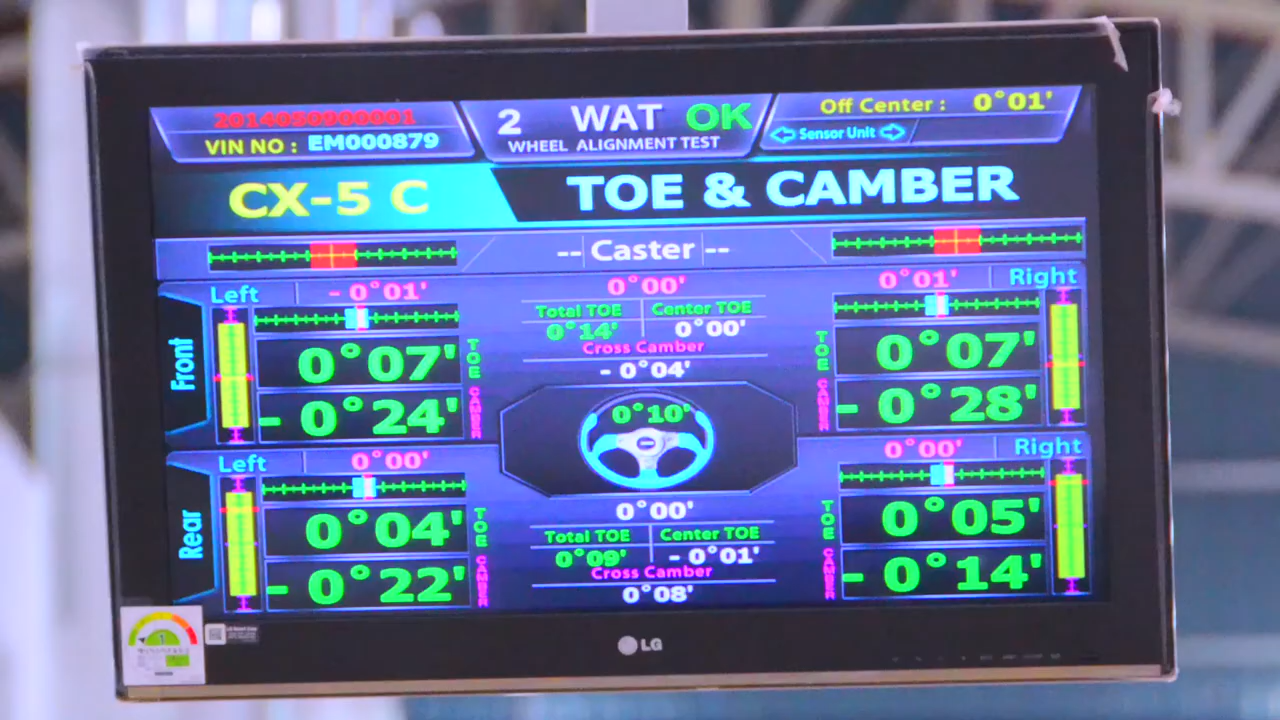 2014050900001
VIN NO : EM000879
2 WAT OK
WHEEL ALIGNMENT TEST
Off Center : 0°01'
Sensor Unit
CX-5 C
TOE & CAMBER
-- Caster --
Front
Left - 0°01'
0°07' TOE
- 0°24' CAMBER
0°00'
Total TOE Center TOE
0°14' 0°00'
Cross Camber
- 0°04'
0°01' Right
TOE 0°07'
CAMBER - 0°28'
0°10'
Rear
Left 0°00'
0°04' TOE
- 0°22' CAMBER
0°00'
Total TOE Center TOE
0°09' - 0°01'
Cross Camber
0°08'
0°00' Right
TOE 0°05'
CAMBER - 0°14'
1
LG